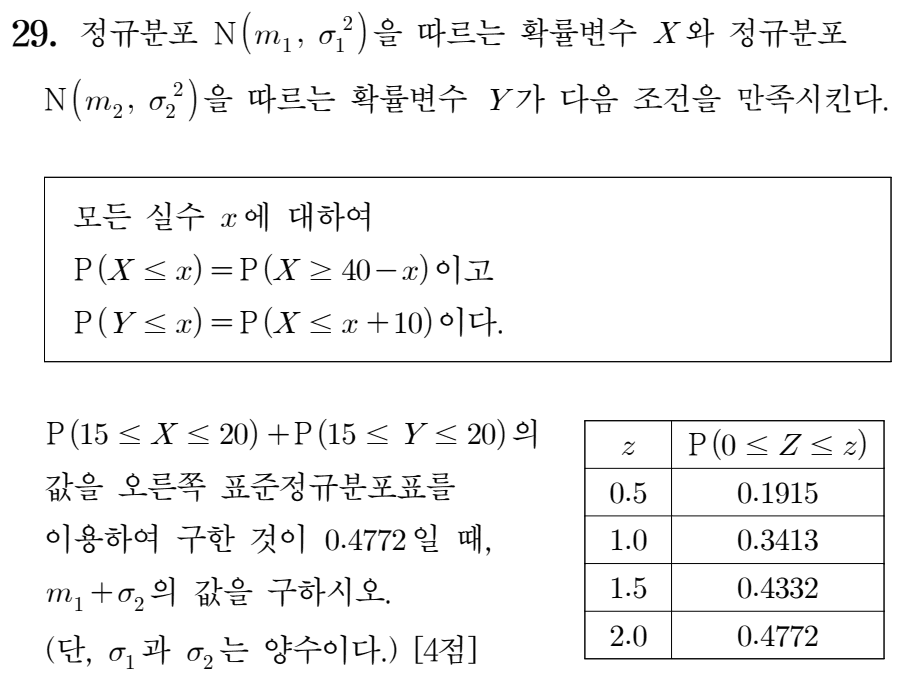 29. 정규분포 N(m₁, σ₁²)을 따르는 확률변수 X와 정규분포
N(m₂, σ₂²)을 따르는 확률변수 Y가 다음 조건을 만족시킨다.
모든 실수 x에 대하여
P(X ≤ x) = P(X ≥ 40 − x)이고
P(Y ≤ x) = P(X ≤ x + 10)이다.
P(15 ≤ X ≤ 20) + P(15 ≤ Y ≤ 20)의
값을 오른쪽 표준정규분포표를
이용하여 구한 것이 0.4772일 때,
m₁ + σ₂의 값을 구하시오.
(단, σ₁과 σ₂는 양수이다.) [4점]
z P(0 ≤ Z ≤ z)
0.5 0.1915
1.0 0.3413
1.5 0.4332
2.0 0.4772